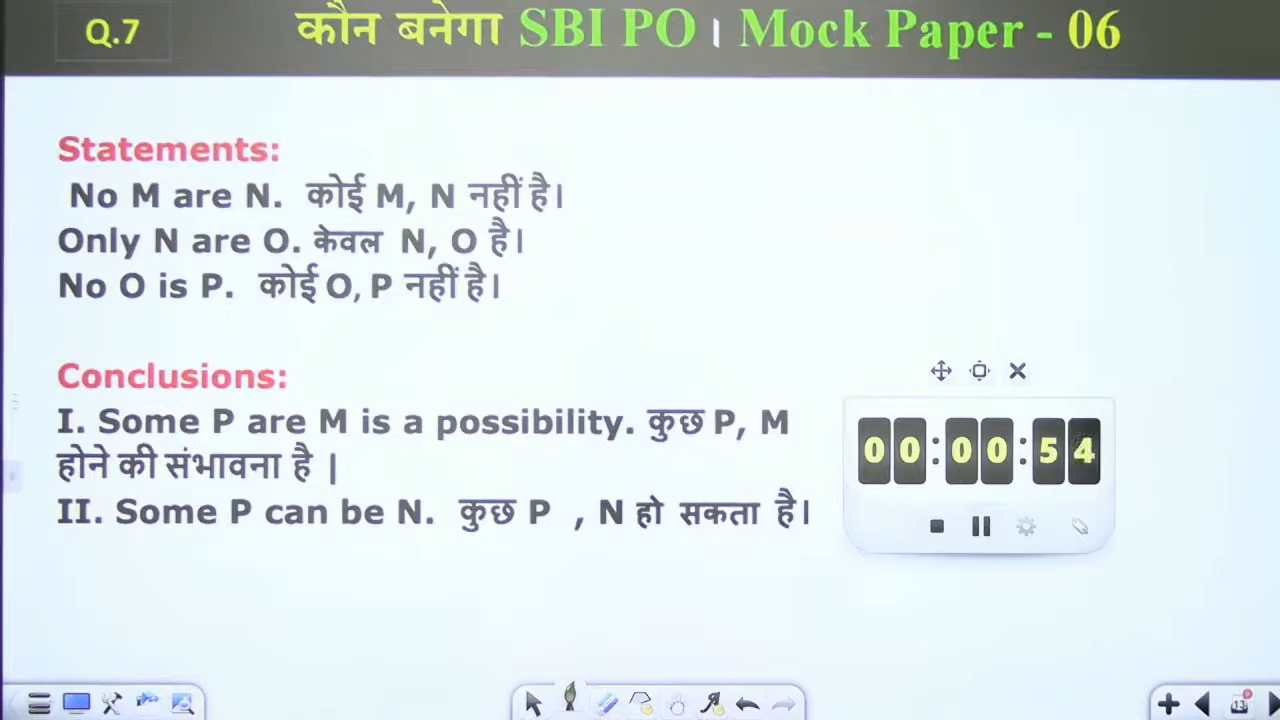 Q.7
कौन बनेगा SBI PO | Mock Paper - 06
Statements:
No M are N. कोई M, N नहीं है।
Only N are O. केवल N, O है।
No O is P. कोई O, P नहीं है।
Conclusions:
I. Some P are M is a possibility. कुछ P, M
होने की संभावना है |
II. Some P can be N. कुछ P , N हो सकता है।
00:00:54
13